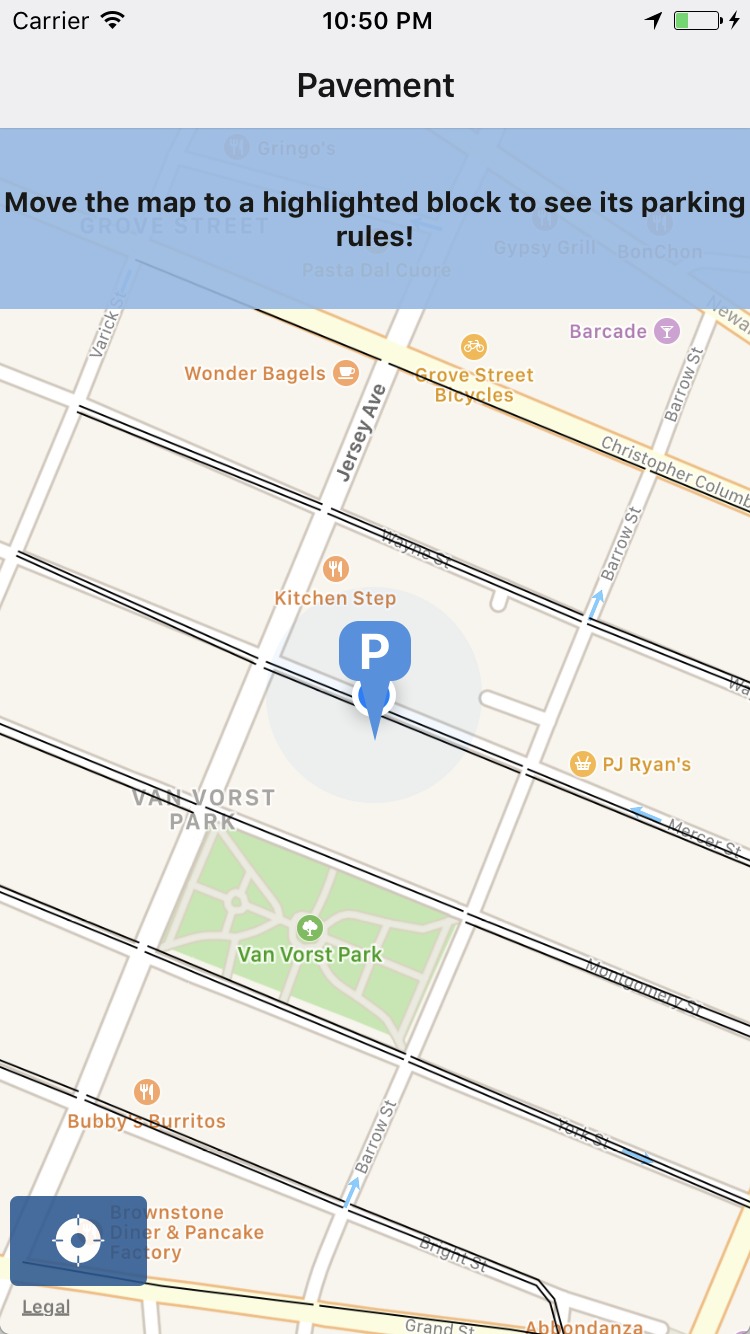 Carrier
10:50 PM
Pavement
Gringo's
Move the map to a highlighted block to see its parking
rules!
GROVE STREET
Gypsy Grill
BonChon
Pasta Dal Cuore
Varick St
Barcade
Wonder Bagels
Grove Street
Bicycles
Jersey Ave
Barrow St
Christopher Columb
Wayne St
Barrow St
Kitchen Step
P
PJ Ryan's
VAN VORST
PARK
Mercer St
Van Vorst Park
Montgomery St
Bubby's Burritos
Barrow St
York St
Brownstone
Diner & Pancake
Factory
Bright St
Legal
Grand St
Abbondanza